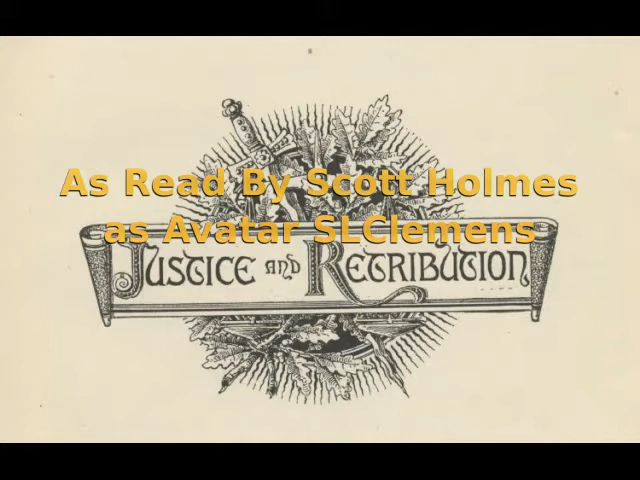 As Read By Scott Holmes
as Avatar SLClemens
JUSTICE AND RETRIBUTION